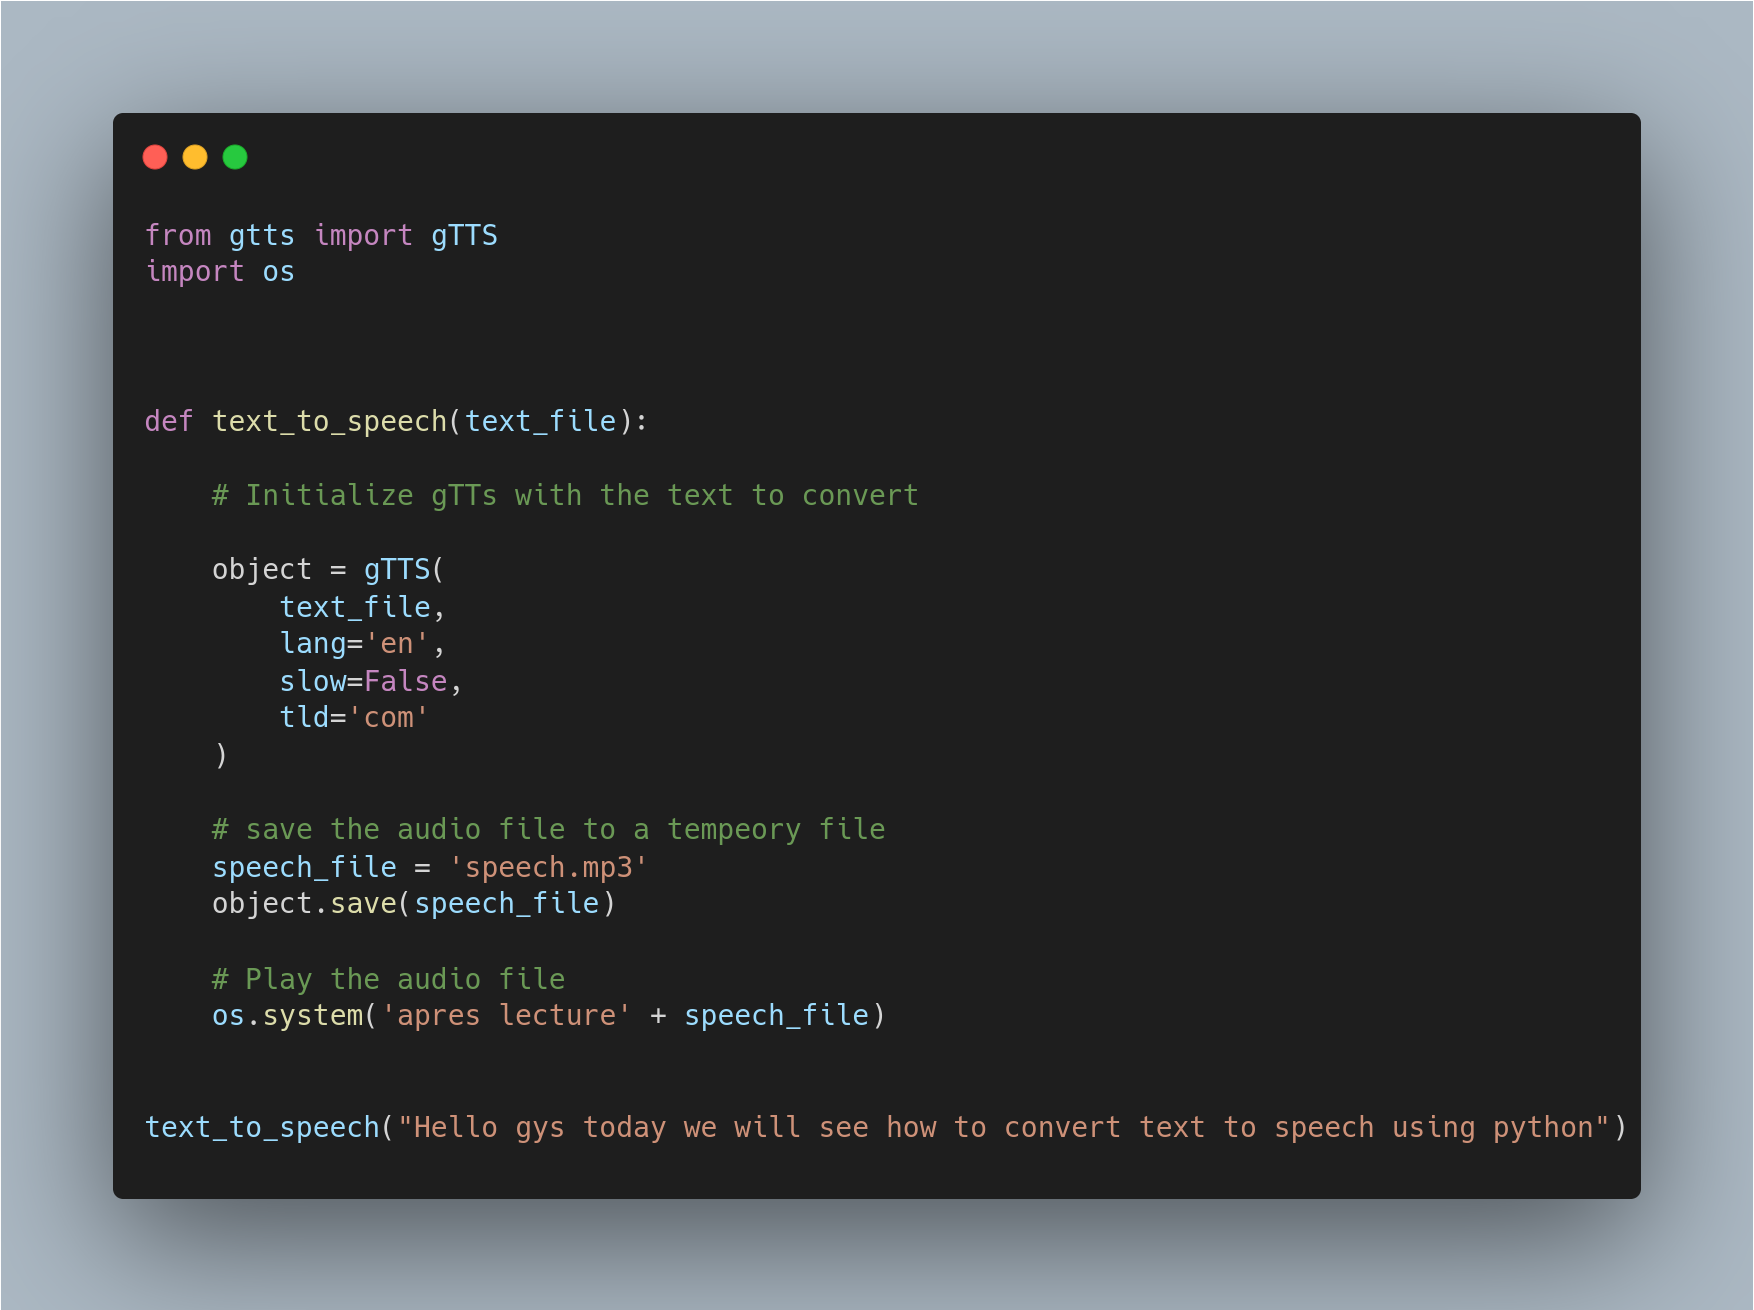 from gtts import gTTS
import os
def text_to_speech(text_file):
    # Initialize gTTs with the text to convert
    object = gTTS(
        text_file,
        lang='en',
        slow=False,
        tld='com'
    )
    # save the audio file to a tempeory file
    speech_file = 'speech.mp3'
    object.save(speech_file)
    # Play the audio file
    os.system('apres lecture' + speech_file)
text_to_speech("Hello gys today we will see how to convert text to speech using python")